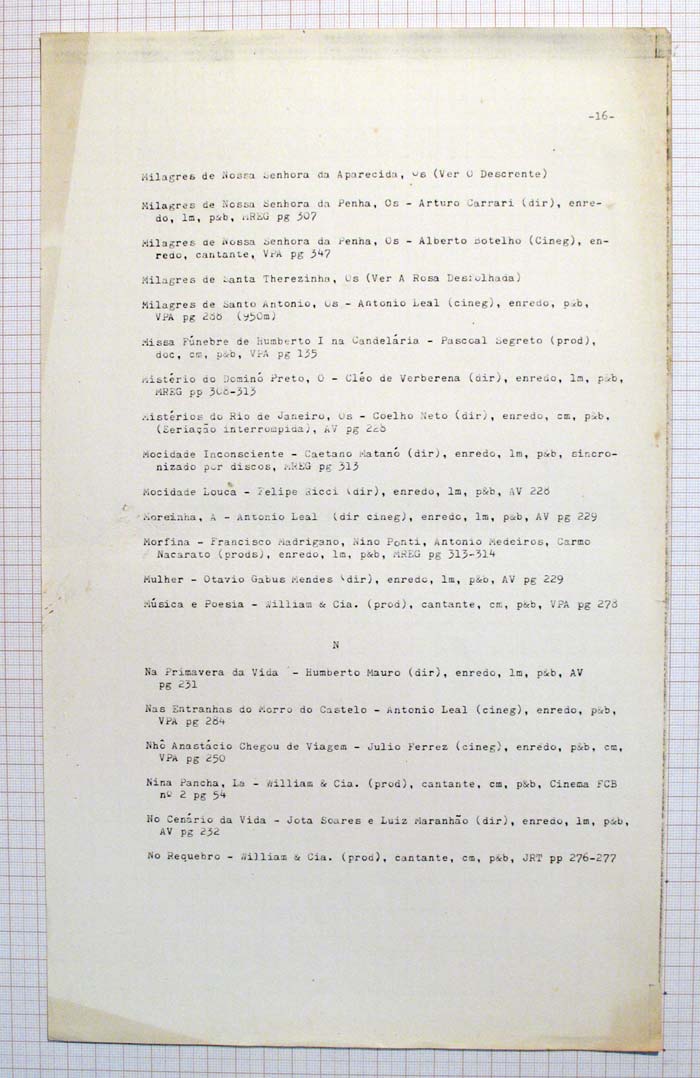 -16-
Milagres de Nossa Senhora da Aparecida, Os (Ver O Descrente)
Milagres de Nossa Senhora da Penha, Os - Arturo Carrari (dir), enre-
do, lm, p&b, MREG pg 307
Milagres de Nossa Senhora da Penha, Os - Alberto Botelho (Cineg), en-
redo, cantante, VPA pg 347
Milagres de Santa Therezinha, Os (Ver A Rosa Desfolhada)
Milagres de Santo Antonio, Os - Antonio Leal (cineg), enredo, p&b,
VPA pg 288 (950m)
Missa Fúnebre de Humberto I na Candelária - Pascoal Segreto (prod),
doc, cm, p&b, VPA pg 135
Mistério do Dominó Preto, O - Cléo de Verberena (dir), enredo, lm, p&b,
MREG pp 308-313
Mistérios do Rio de Janeiro, Os - Coelho Neto (dir), enredo, cm, p&b,
(Seriação interrompida), AV pg 228
Mocidade Inconsciente - Caetano Matanó (dir), enredo, lm, p&b, sincro-
nizado por discos, MREG pg 313
Mocidade Louca - Felipe Ricci (dir), enredo, lm, p&b, AV 228
Moreinha, A - Antonio Leal (dir cineg), enredo, lm, p&b, AV pg 229
Morfina - Francisco Madrigano, Nino Ponti, Antonio Medeiros, Carmo
Nacarato (prods), enredo, lm, p&b, MREG pg 313-314
Mulher - Otavio Gabus Mendes (dir), enredo, lm, p&b, AV pg 229
Música e Poesia - William & Cia. (prod), cantante, cm, p&b, VPA pg 278
N
Na Primavera da Vida - Humberto Mauro (dir), enredo, lm, p&b, AV
pg 231
Nas Entranhas do Morro do Castelo - Antonio Leal (cineg), enredo, p&b,
VPA pg 284
Nhô Anastácio Chegou de Viagem - Julio Ferrez (cineg), enredo, p&b, cm,
VPA pg 250
Nina Pancha, La - William & Cia. (prod), cantante, cm, p&b, Cinema FCB
nº 2 pg 54
No Cenário da Vida - Jota Soares e Luiz Maranhão (dir), enredo, lm, p&b,
AV pg 232
No Requebro - William & Cia. (prod), cantante, cm, p&b, JRT pp 276-277